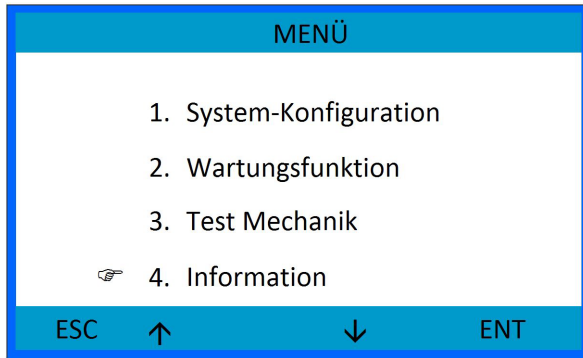 MENÜ
1. System-Konfiguration
2. Wartungsfunktion
3. Test Mechanik
☞ 4. Information
ESC ↑ ↓ ENT